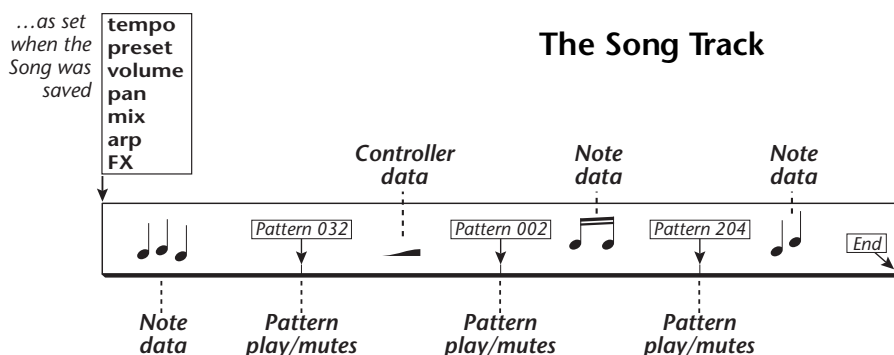 …as set
when the
Song was
saved
tempo
preset
volume
pan
mix
arp
FX
The Song Track
Controller
data
Note
data
Note
data
Pattern 032
Pattern 002
Pattern 204
End
Note
data
Pattern
play/mutes
Pattern
play/mutes
Pattern
play/mutes